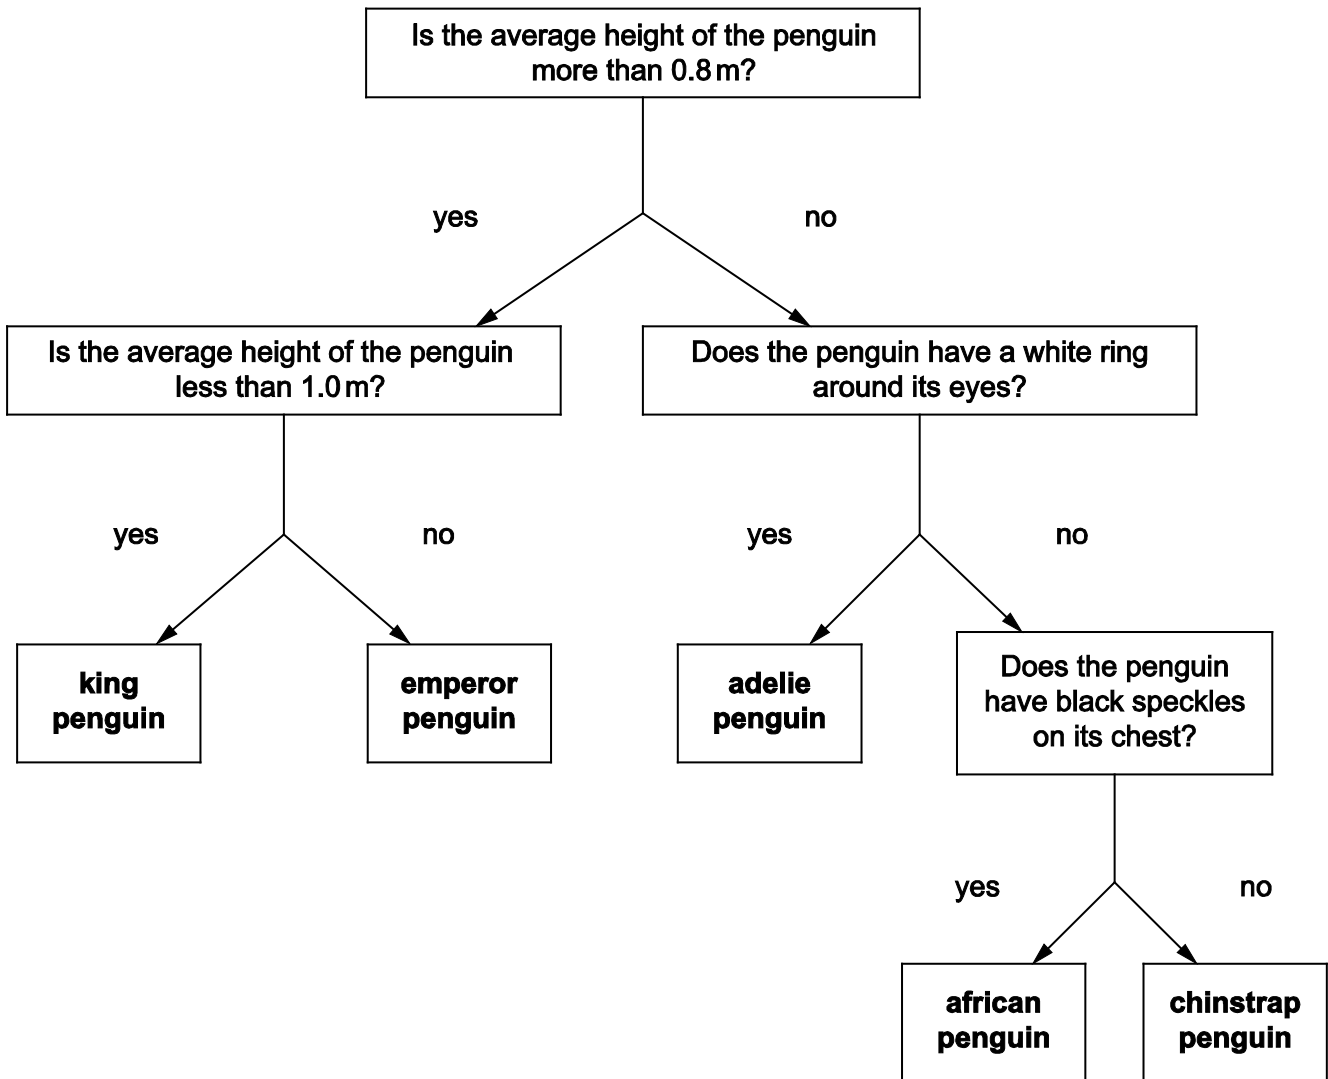 Is the average height of the penguin
more than 0.8 m?
yes
no
Is the average height of the penguin
less than 1.0 m?
Does the penguin have a white ring
around its eyes?
yes
no
yes
no
king
penguin
emperor
penguin
adelie
penguin
Does the penguin
have black speckles
on its chest?
yes
no
african
penguin
chinstrap
penguin